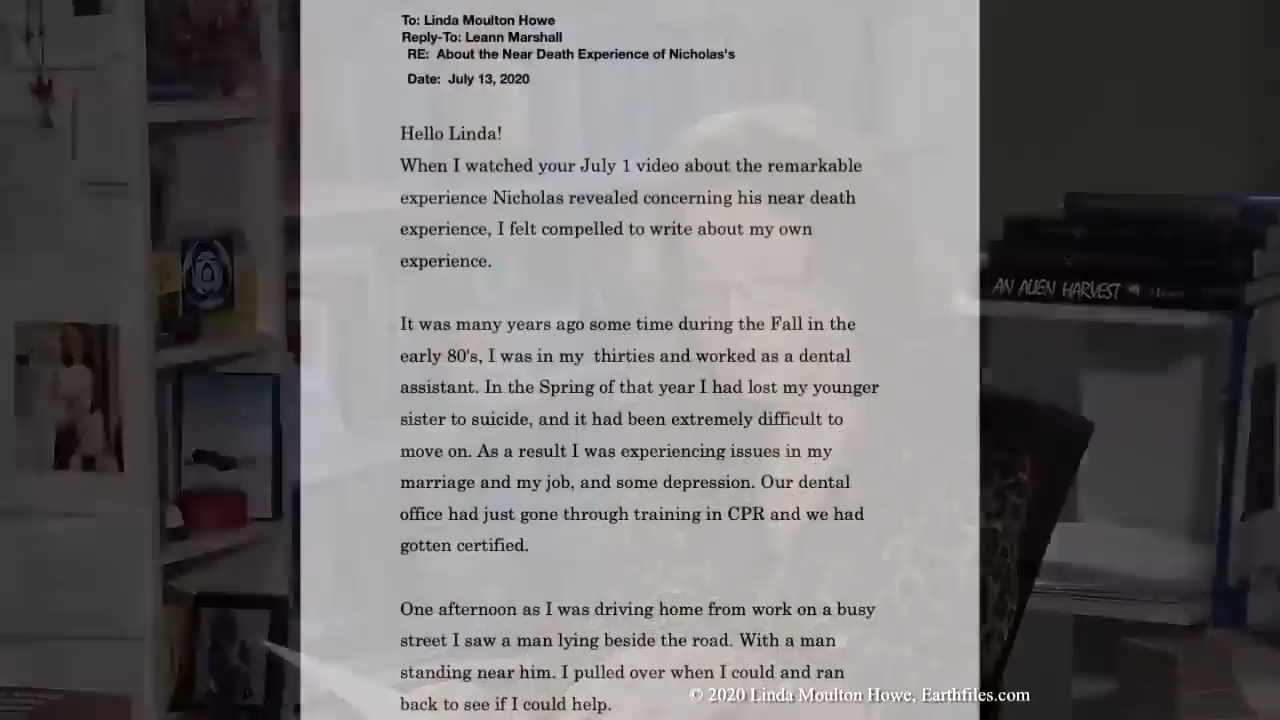 To: Linda Moulton Howe
Reply-To: Leann Marshall
RE: About the Near Death Experience of Nicholas's
Date: July 13, 2020
Hello Linda!
When I watched your July 1 video about the remarkable
experience Nicholas revealed concerning his near death
experience, I felt compelled to write about my own
experience.
It was many years ago some time during the Fall in the
early 80's, I was in my thirties and worked as a dental
assistant. In the Spring of that year I had lost my younger
sister to suicide, and it had been extremely difficult to
move on. As a result I was experiencing issues in my
marriage and my job, and some depression. Our dental
office had just gone through training in CPR and we had
gotten certified.
One afternoon as I was driving home from work on a busy
street I saw a man lying beside the road. With a man
standing near him. I pulled over when I could and ran
back to see if I could help.
AN ALIEN HARVEST
© 2020 Linda Moulton Howe, Earthfiles.com